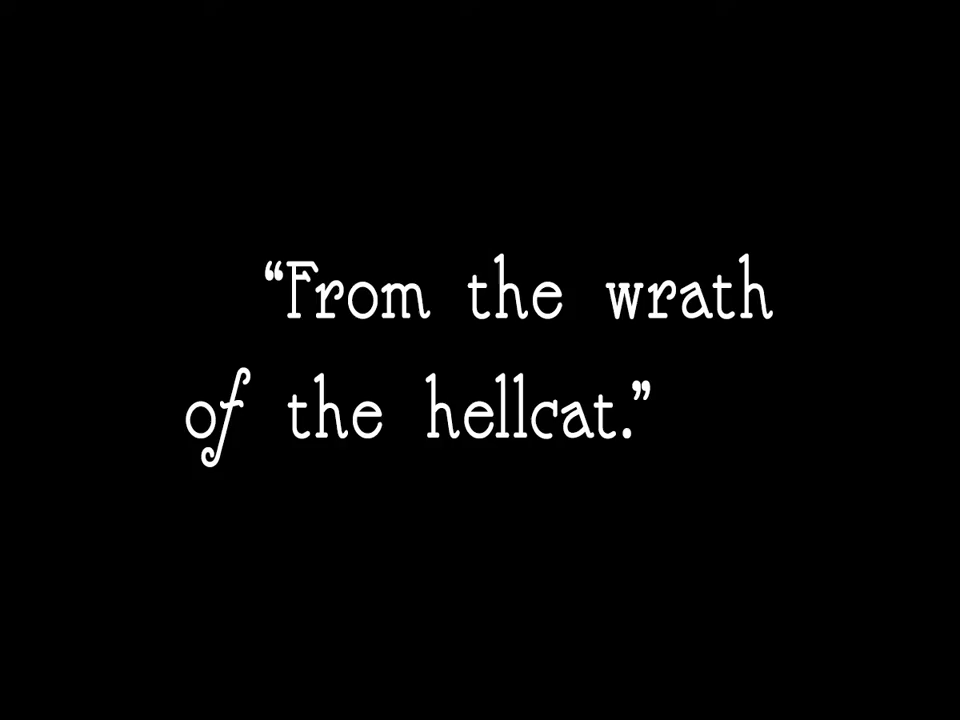 “From the wrath
of the hellcat.”